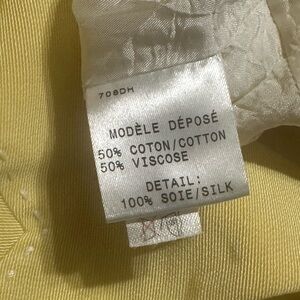 708DH
MODÈLE DÉPOSÉ
50% COTON/COTTON
50% VISCOSE
DETAIL:
100% SOIE/SILK